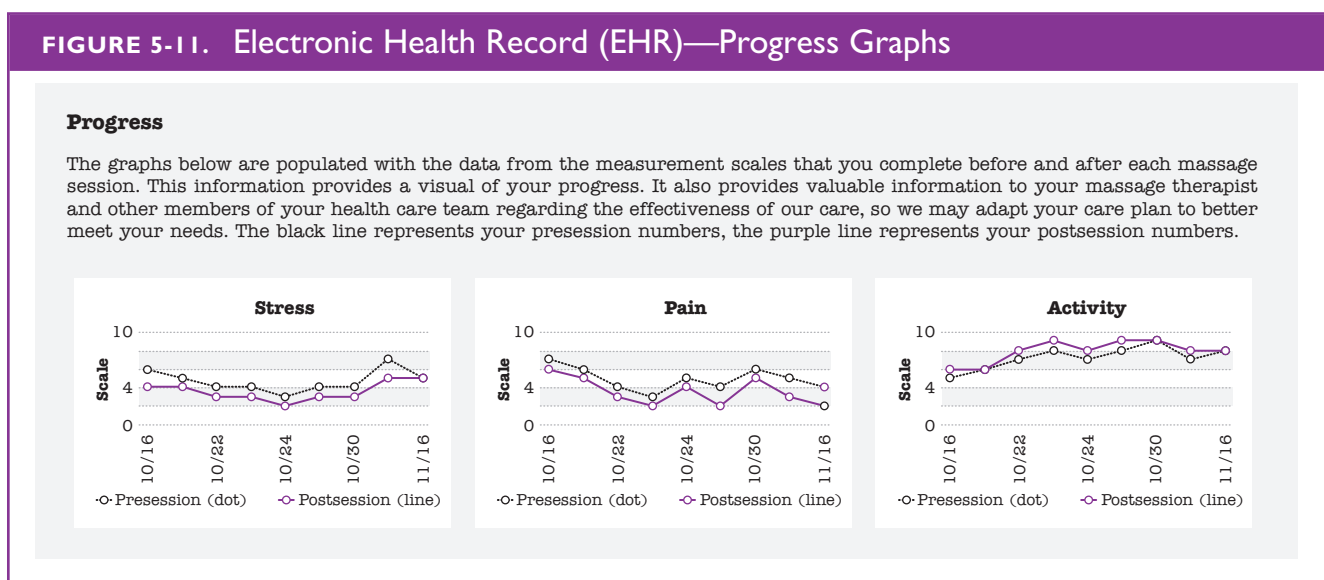 FIGURE 5-11. Electronic Health Record (EHR)—Progress Graphs
Progress
The graphs below are populated with the data from the measurement scales that you complete before and after each massage
session. This information provides a visual of your progress. It also provides valuable information to your massage therapist
and other members of your health care team regarding the effectiveness of our care, so we may adapt your care plan to better
meet your needs. The black line represents your presession numbers, the purple line represents your postsession numbers.
Stress
10
Scale
4
0
10/16
10/22
10/24
10/30
11/16
Presession (dot)
Postsession (line)
Pain
10
Scale
4
0
10/16
10/22
10/24
10/30
11/16
Presession (dot)
Postsession (line)
Activity
10
Scale
4
0
10/16
10/22
10/24
10/30
11/16
Presession (dot)
Postsession (line)